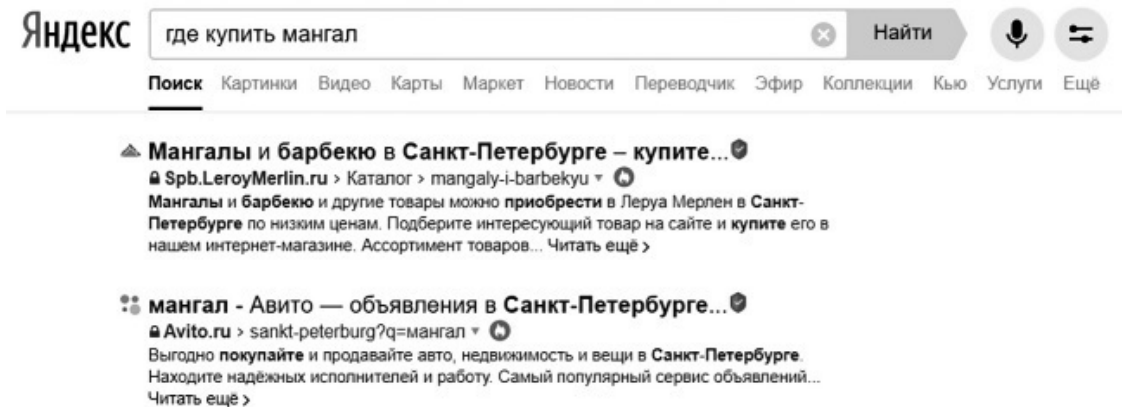 Яндекс где купить мангал Найти
Поиск Картинки Видео Карты Маркет Новости Переводчик Эфир Коллекции Кью Услуги Ещё
Мангалы и барбекю в Санкт-Петербурге – купите...
Spb.LeroyMerlin.ru › Каталог › mangaly-i-barbekyu
Мангалы и барбекю и другие товары можно приобрести в Леруа Мерлен в Санкт-
Петербурге по низким ценам. Подберите интересующий товар на сайте и купите его в
нашем интернет-магазине. Ассортимент товаров... Читать ещё ›
мангал - Авито — объявления в Санкт-Петербурге...
Avito.ru › sankt-peterburg?q=мангал
Выгодно покупайте и продавайте авто, недвижимость и вещи в Санкт-Петербурге.
Находите надёжных исполнителей и работу. Самый популярный сервис объявлений...
Читать ещё ›